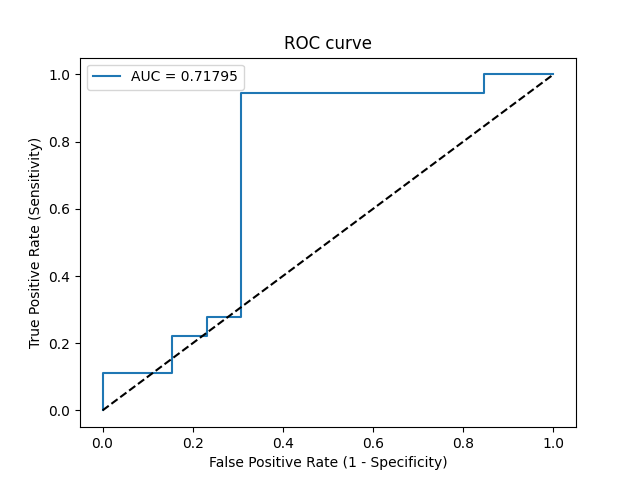 ROC curve
AUC = 0.71795
1.0
0.8
0.6
0.4
0.2
0.0
True Positive Rate (Sensitivity)
0.0 0.2 0.4 0.6 0.8 1.0
False Positive Rate (1 - Specificity)